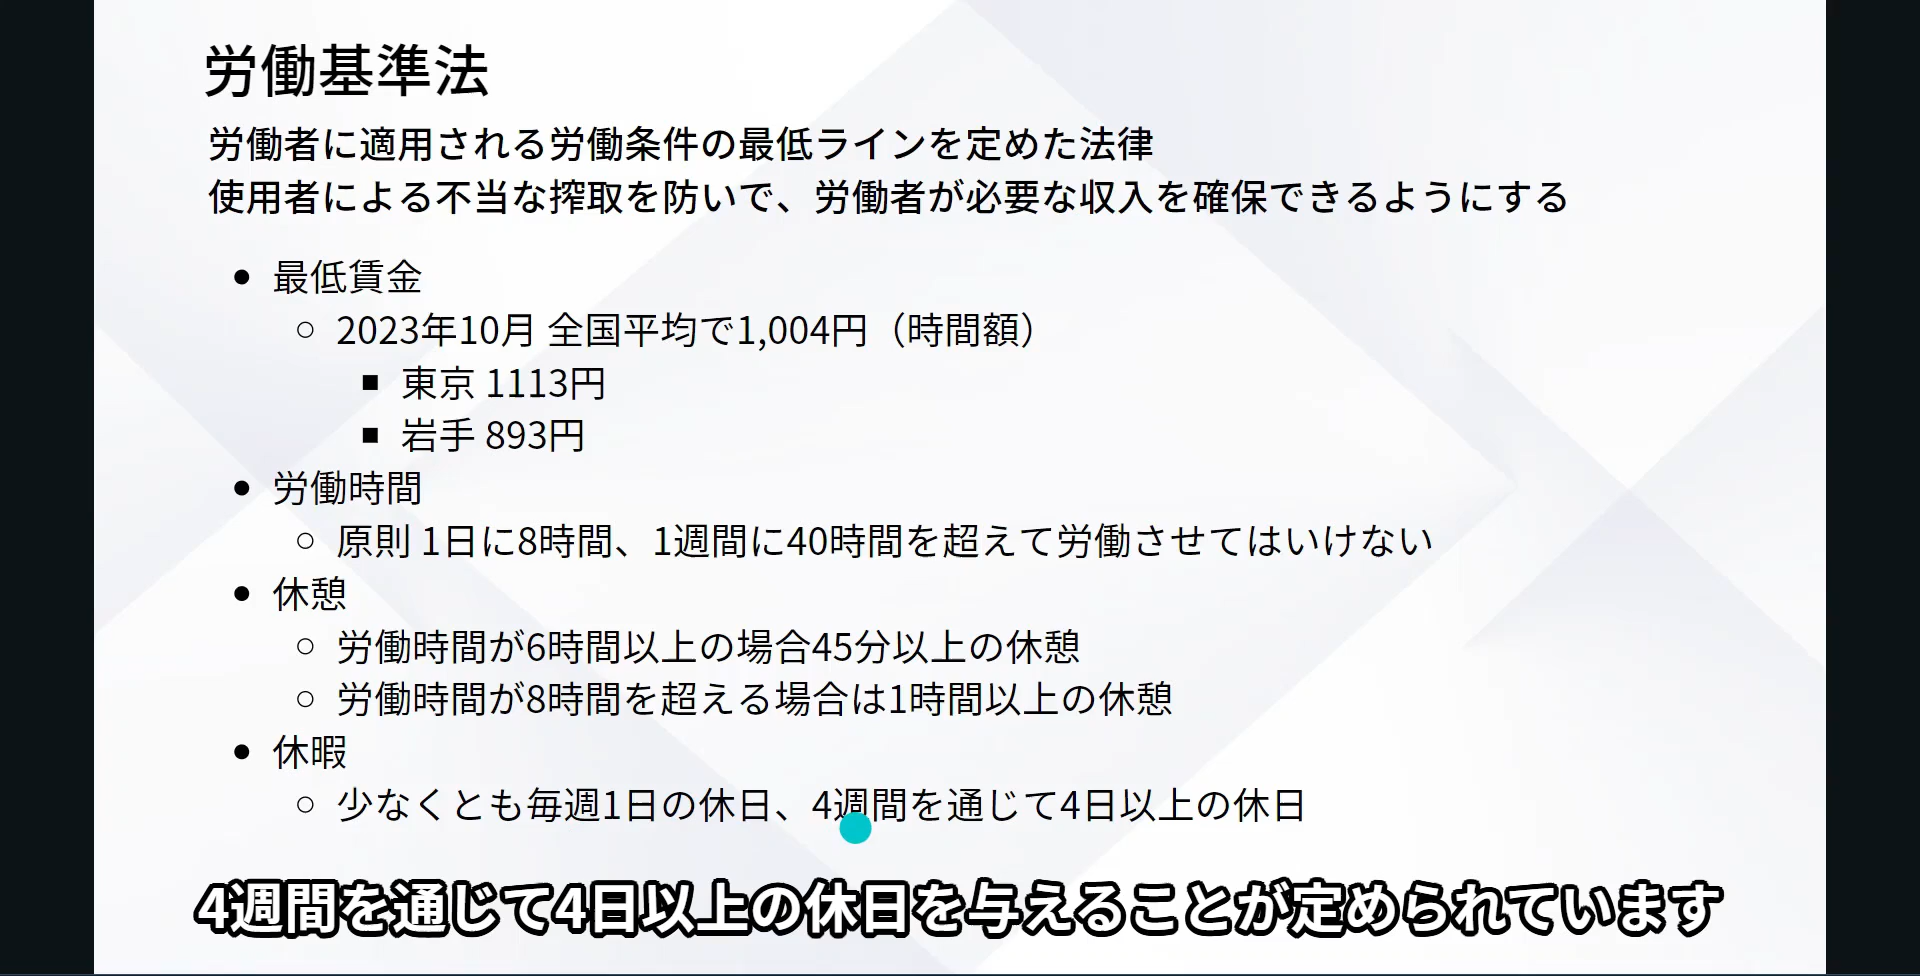 労働基準法
労働者に適用される労働条件の最低ラインを定めた法律
使用者による不当な搾取を防いで、労働者が必要な収入を確保できるようにする
● 最低賃金
○ 2023年10月 全国平均で1,004円（時間額）
■ 東京 1113円
■ 岩手 893円
● 労働時間
○ 原則 1日に8時間、1週間に40時間を超えて労働させてはいけない
● 休憩
○ 労働時間が6時間以上の場合45分以上の休憩
○ 労働時間が8時間を超える場合は1時間以上の休憩
● 休暇
○ 少なくとも毎週1日の休日、4週間を通じて4日以上の休日
4週間を通じて4日以上の休日を与えることが定められています